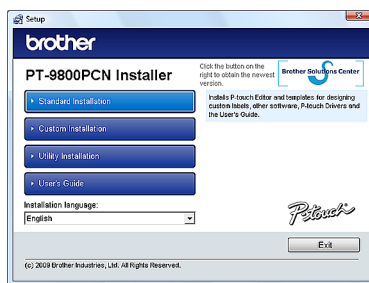 Setup
brother
PT-9800PCN Installer
Click the button on the
right to obtain the newest
version.
Brother Solutions Center
Standard Installation
Installs P-touch Editor and templates for designing
custom labels, other software, P-touch Drivers and
the User's Guide.
Custom Installation
Utility Installation
User's Guide
Installation language:
English
P-touch
Exit
(c) 2009 Brother Industries, Ltd. All Rights Reserved.